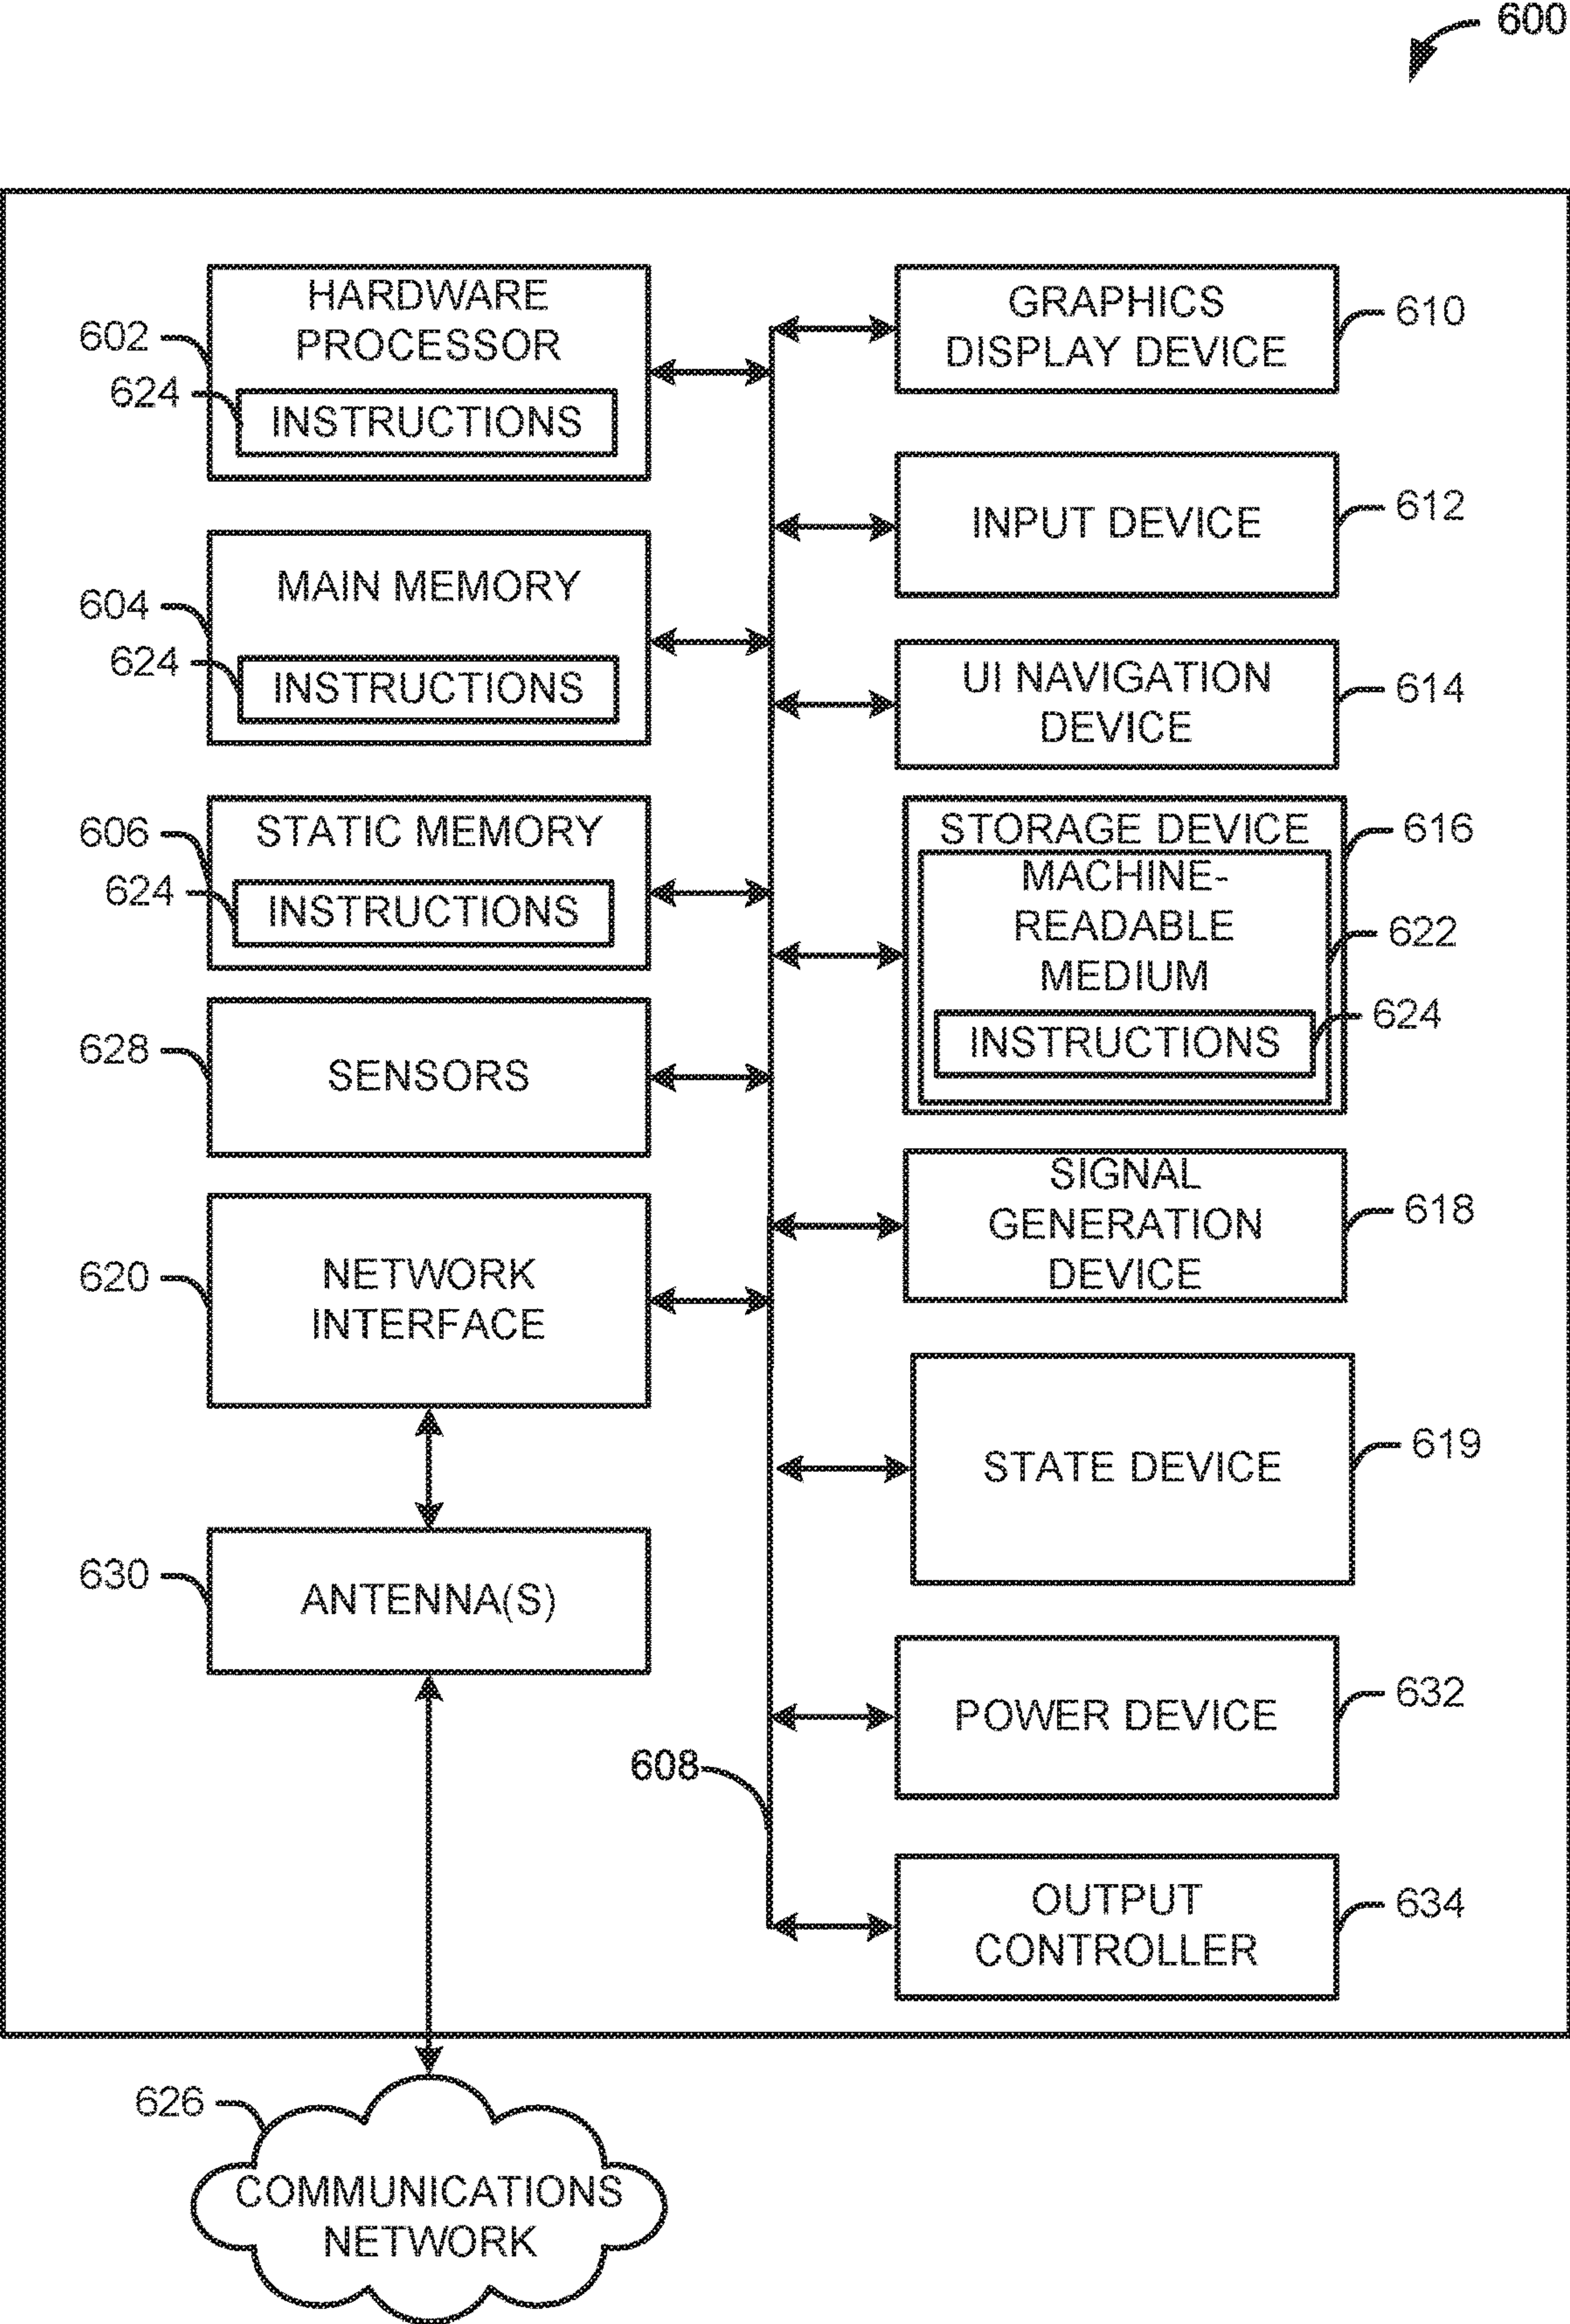 600
HARDWARE
PROCESSOR
602
624
INSTRUCTIONS
MAIN MEMORY
604
624
INSTRUCTIONS
STATIC MEMORY
606
624
INSTRUCTIONS
628
SENSORS
620
NETWORK
INTERFACE
630
ANTENNA(S)
608
GRAPHICS
DISPLAY DEVICE
610
INPUT DEVICE
612
UI NAVIGATION
DEVICE
614
STORAGE DEVICE
616
MACHINE-
READABLE
MEDIUM
622
INSTRUCTIONS
624
SIGNAL
GENERATION
DEVICE
618
STATE DEVICE
619
POWER DEVICE
632
OUTPUT
CONTROLLER
634
626
COMMUNICATIONS
NETWORK